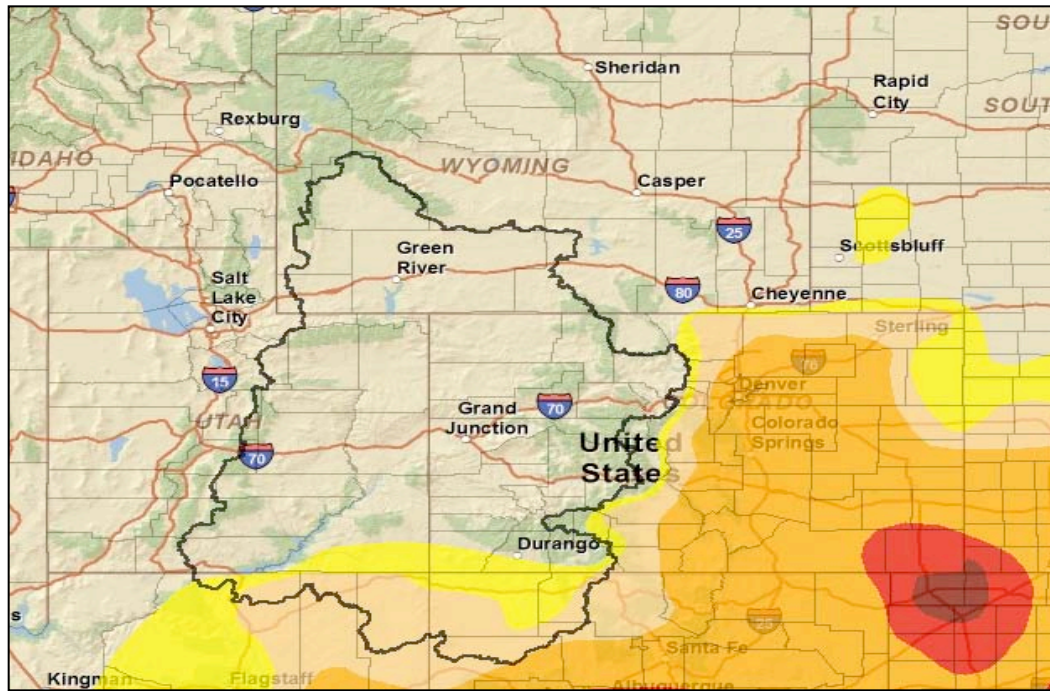 SOU
Sheridan
Rapid
City
SOUT
Rexburg
IDAHO
WYOMING
Pocatello
Casper
25
Scottsbluff
Green
River
Salt
Lake
City
80
Cheyenne
Sterling
15
70
Denver
COLORADO
70
Grand
Junction
UTAH
Colorado
Springs
United
States
70
Durango
s
25
Santa Fe
Kingman
Flagstaff
Albuquerque